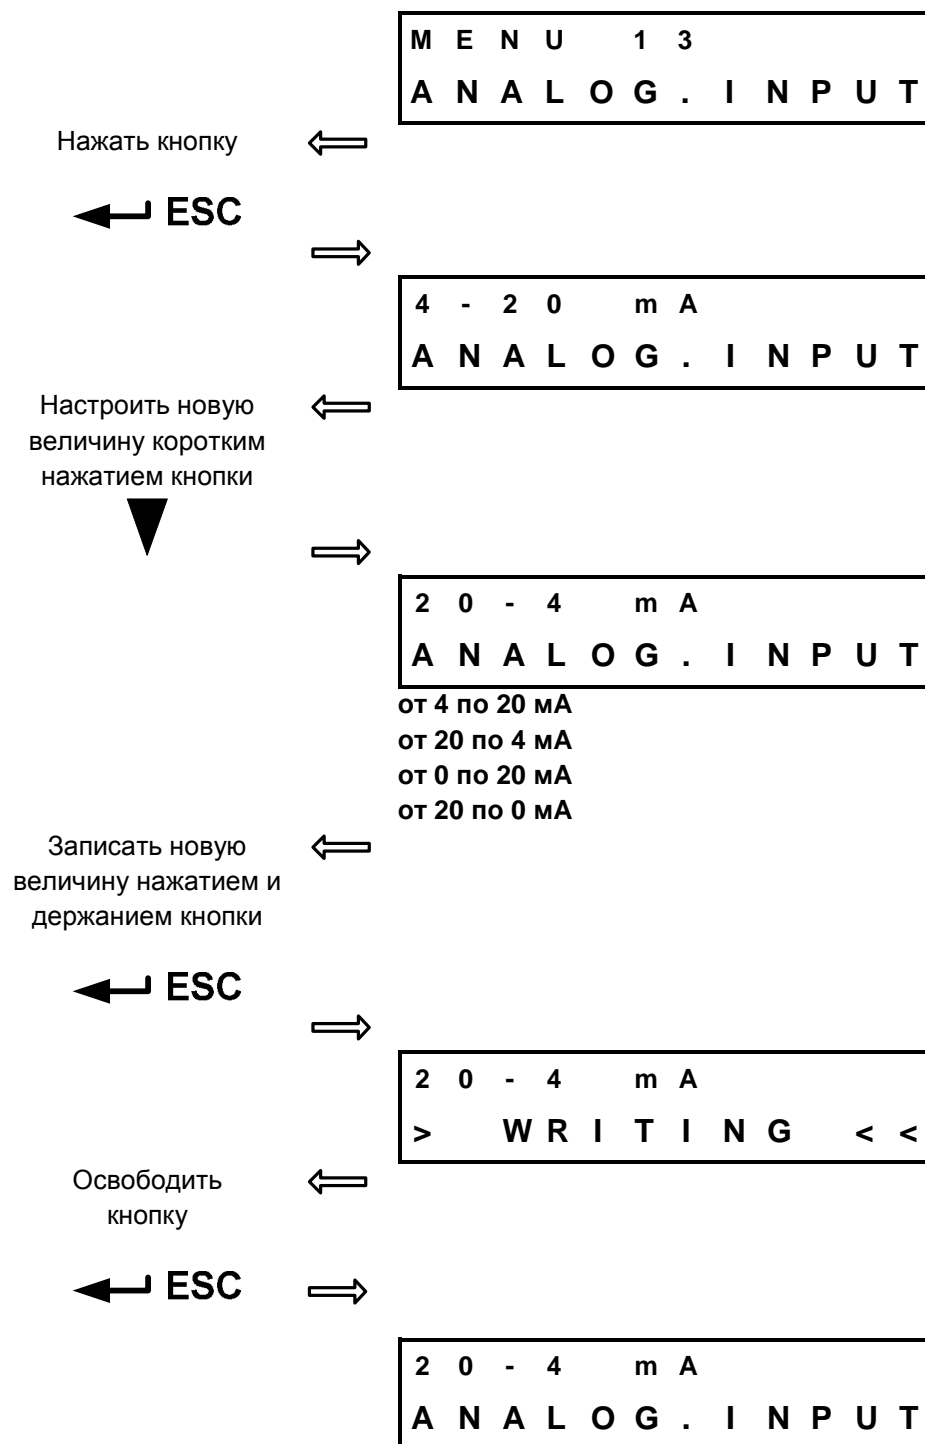 MENU 13
ANALOG.INPUT
Нажать кнопку
ESC
4-20 mA
ANALOG.INPUT
Настроить новую
величину коротким
нажатием кнопки
20-4 mA
ANALOG.INPUT
от 4 по 20 мА
от 20 по 4 мА
от 0 по 20 мА
от 20 по 0 мА
Записать новую
величину нажатием и
держанием кнопки
ESC
20-4 mA
> WRITING <<
Освободить
кнопку
ESC
20-4 mA
ANALOG.INPUT